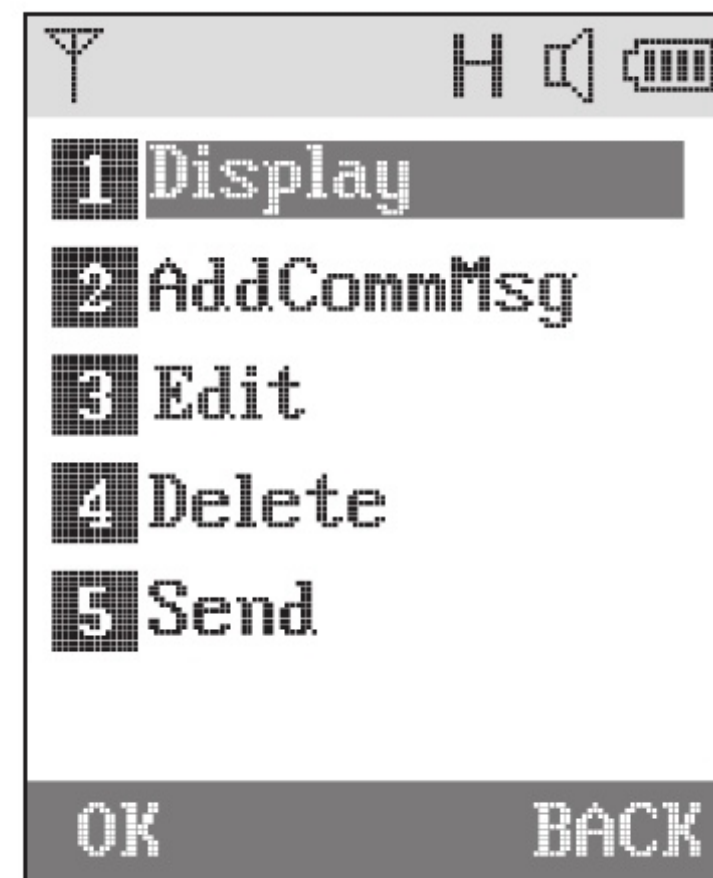 H
1 Display
2 AddCommMsg
3 Edit
4 Delete
5 Send
OK BACK